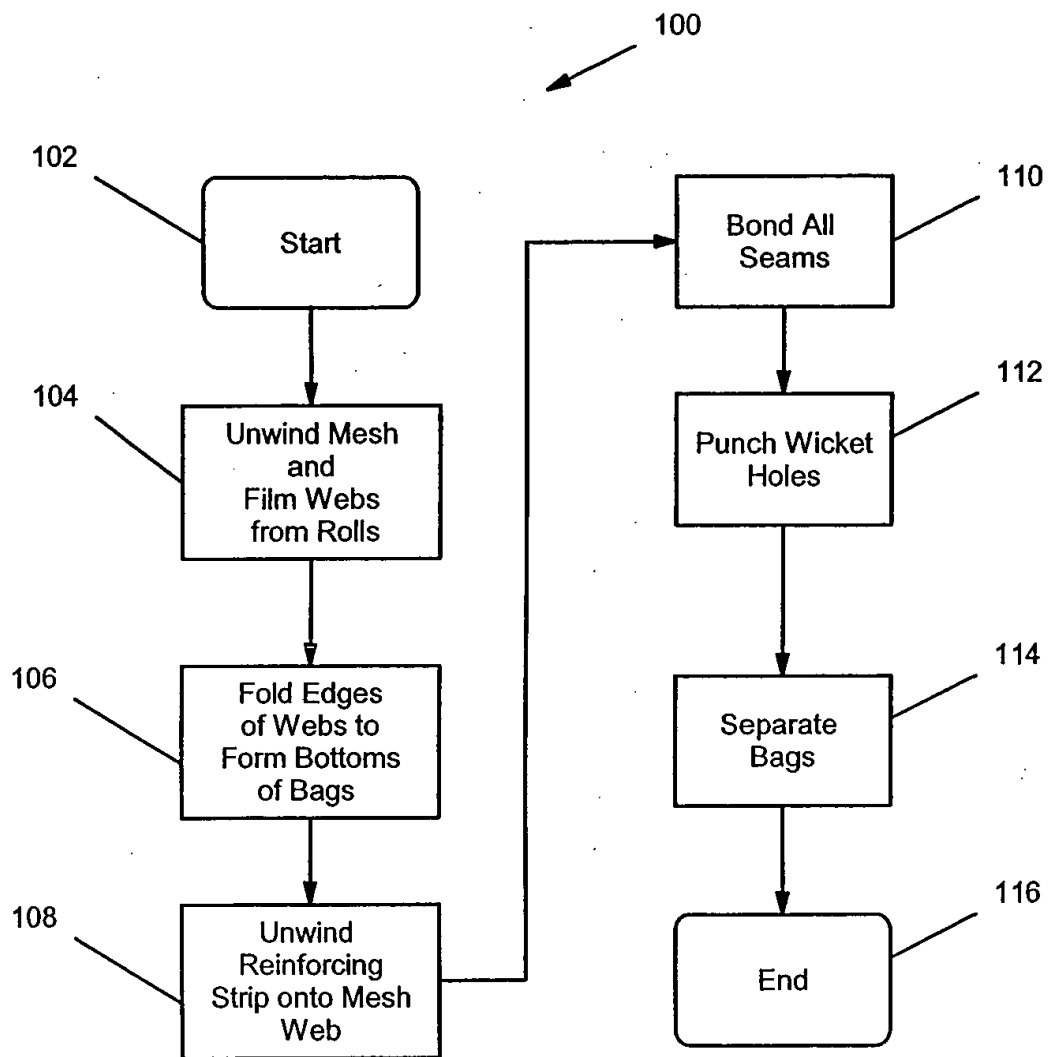 100
102
Start
104
Unwind Mesh
and
Film Webs
from Rolls
106
Fold Edges
of Webs to
Form Bottoms
of Bags
108
Unwind
Reinforcing
Strip onto Mesh
Web
110
Bond All
Seams
112
Punch Wicket
Holes
114
Separate
Bags
116
End